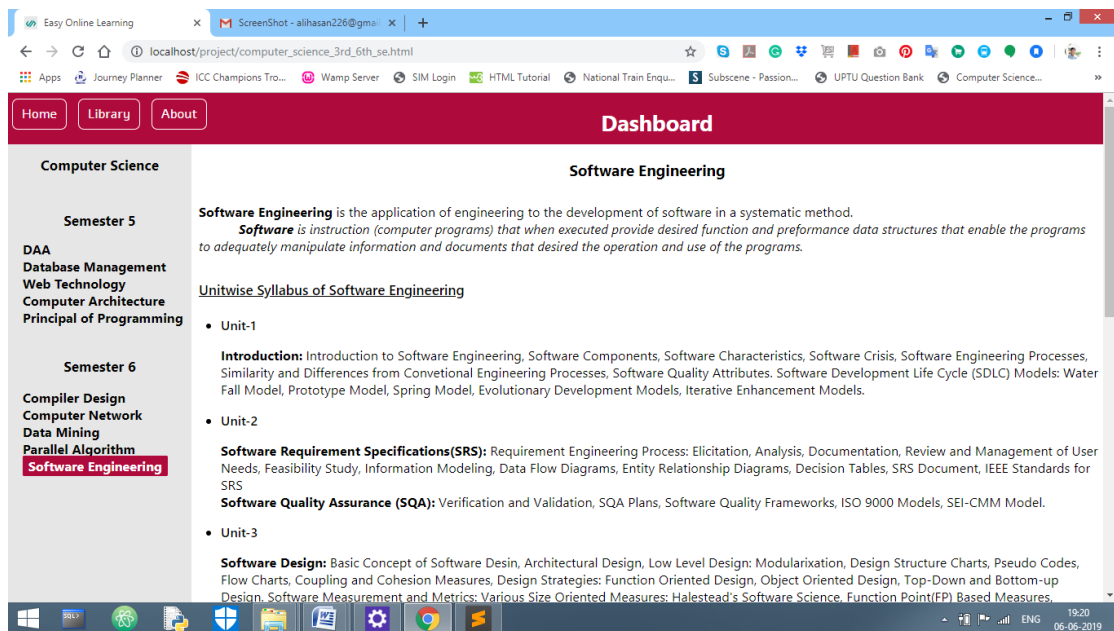 Easy Online Learning
ScreenShot - alihasan226@gmai
localhost/project/computer_science_3rd_6th_se.html
Apps Journey Planner ICC Champions Tro... Wamp Server SIM Login HTML Tutorial National Train Enqu... Subscene - Passion... UPTU Question Bank Computer Science... »
Home Library About
Dashboard
Computer Science
Semester 5
DAA
Database Management
Web Technology
Computer Architecture
Principal of Programming
Semester 6
Compiler Design
Computer Network
Data Mining
Parallel Algorithm
Software Engineering
Software Engineering
Software Engineering is the application of engineering to the development of software in a systematic method.
Software is instruction (computer programs) that when executed provide desired function and preformance data structures that enable the programs
to adequately manipulate information and documents that desired the operation and use of the programs.
Unitwise Syllabus of Software Engineering
• Unit-1
Introduction: Introduction to Software Engineering, Software Components, Software Characteristics, Software Crisis, Software Engineering Processes,
Similarity and Differences from Convetional Engineering Processes, Software Quality Attributes. Software Development Life Cycle (SDLC) Models: Water
Fall Model, Prototype Model, Spring Model, Evolutionary Development Models, Iterative Enhancement Models.
• Unit-2
Software Requirement Specifications(SRS): Requirement Engineering Process: Elicitation, Analysis, Documentation, Review and Management of User
Needs, Feasibility Study, Information Modeling, Data Flow Diagrams, Entity Relationship Diagrams, Decision Tables, SRS Document, IEEE Standards for
SRS
Software Quality Assurance (SQA): Verification and Validation, SQA Plans, Software Quality Frameworks, ISO 9000 Models, SEI-CMM Model.
• Unit-3
Software Design: Basic Concept of Software Desin, Architectural Design, Low Level Design: Modularixation, Design Structure Charts, Pseudo Codes,
Flow Charts, Coupling and Cohesion Measures, Design Strategies: Function Oriented Design, Object Oriented Design, Top-Down and Bottom-up
Design. Software Measurement and Metrics: Various Size Oriented Measures: Halestead's Software Science, Function Point(FP) Based Measures,
ENG
19:20
06-06-2019